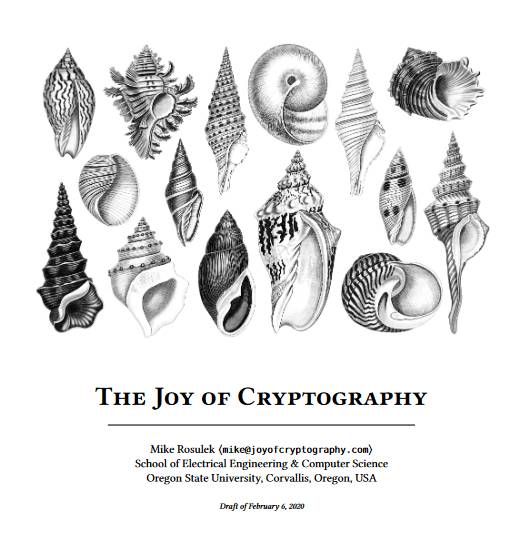 The Joy of Cryptography
Mike Rosulek ⟨mike@joyofcryptography.com⟩
School of Electrical Engineering & Computer Science
Oregon State University, Corvallis, Oregon, USA
Draft of February 6, 2020